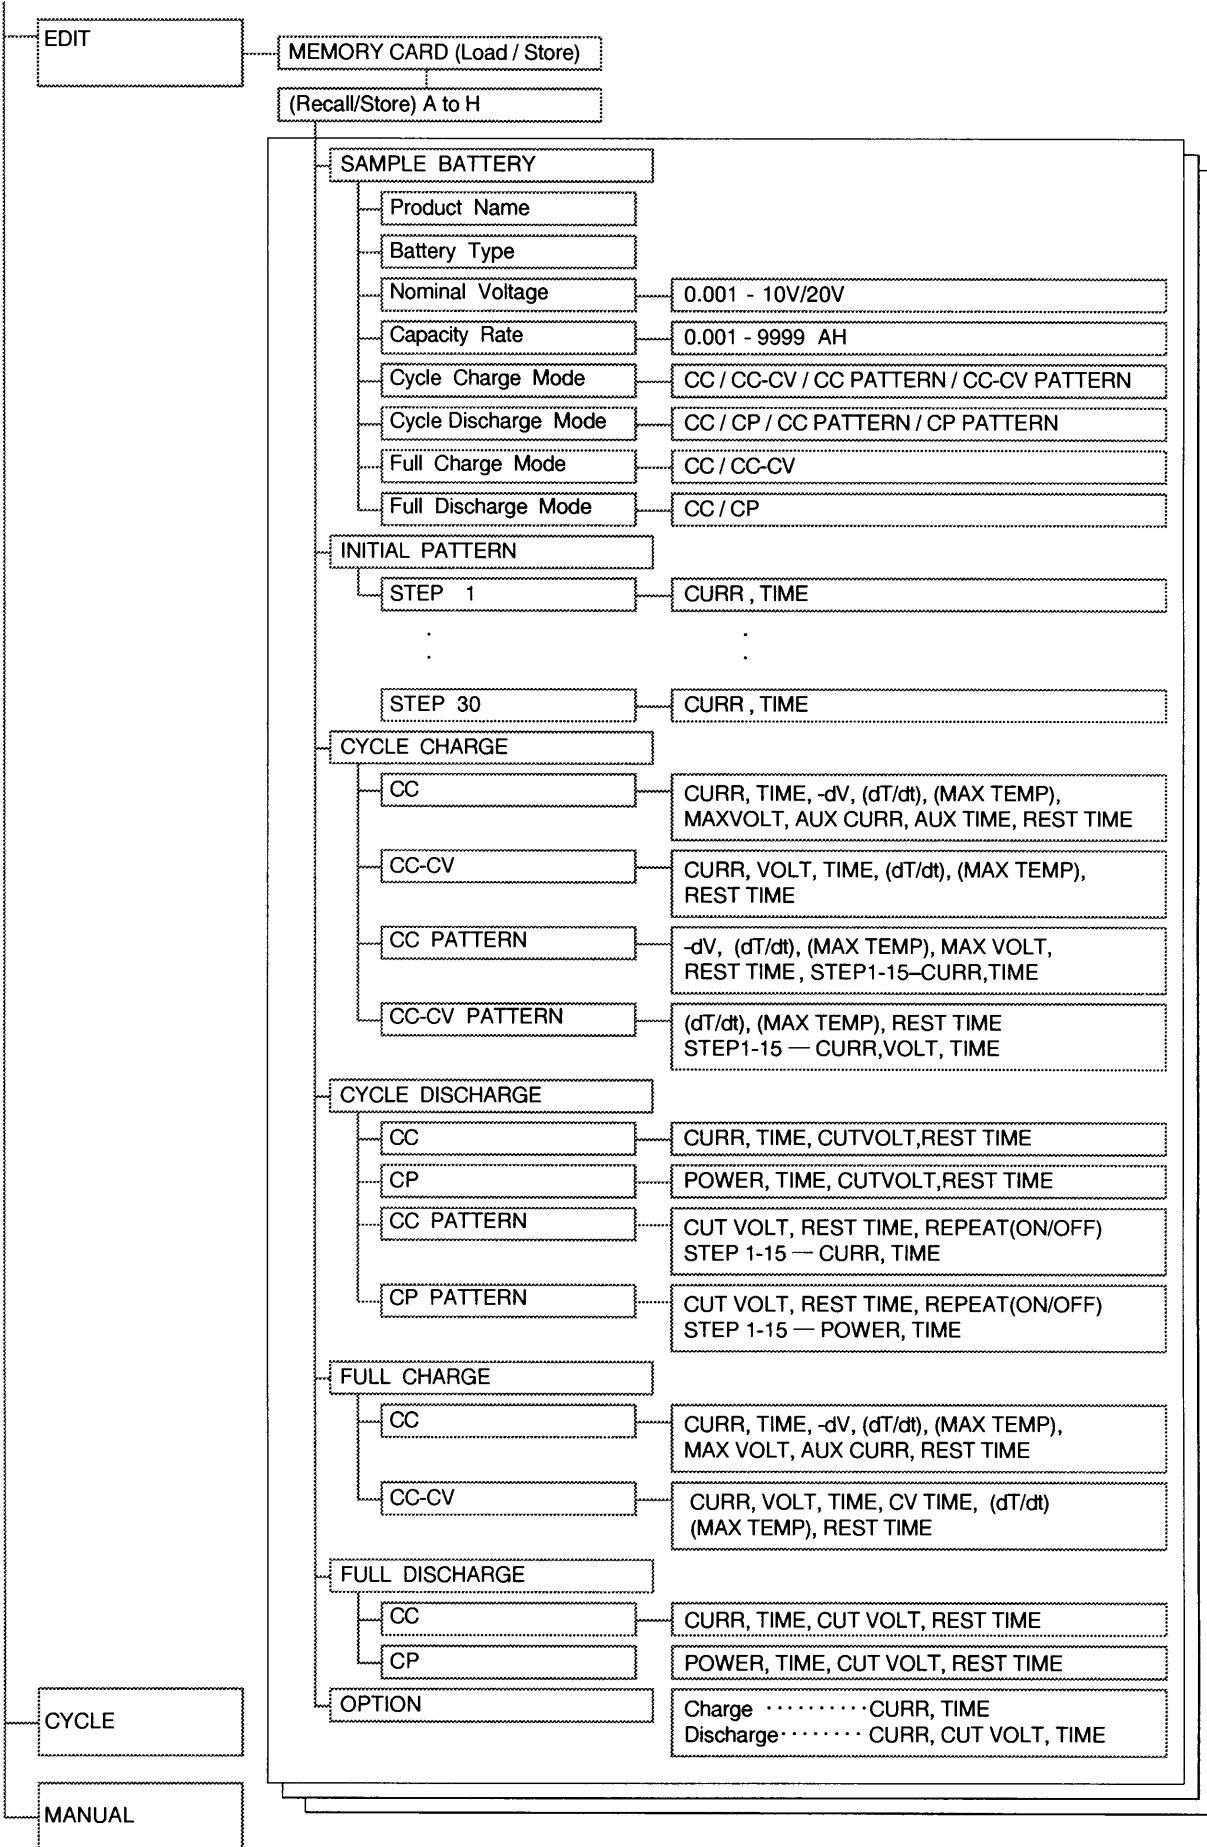 EDIT
MEMORY CARD (Load / Store)
(Recall/Store) A to H
SAMPLE BATTERY
Product Name
Battery Type
Nominal Voltage
0.001 - 10V/20V
Capacity Rate
0.001 - 9999 AH
Cycle Charge Mode
CC / CC-CV / CC PATTERN / CC-CV PATTERN
Cycle Discharge Mode
CC / CP / CC PATTERN / CP PATTERN
Full Charge Mode
CC / CC-CV
Full Discharge Mode
CC / CP
INITIAL PATTERN
STEP 1
CURR , TIME
.
.
.
.
STEP 30
CURR , TIME
CYCLE CHARGE
CC
CURR, TIME, -dV, (dT/dt), (MAX TEMP),
MAXVOLT, AUX CURR, AUX TIME, REST TIME
CC-CV
CURR, VOLT, TIME, (dT/dt), (MAX TEMP),
REST TIME
CC PATTERN
-dV, (dT/dt), (MAX TEMP), MAX VOLT,
REST TIME , STEP1-15–CURR,TIME
CC-CV PATTERN
(dT/dt), (MAX TEMP), REST TIME
STEP1-15 — CURR,VOLT, TIME
CYCLE DISCHARGE
CC
CURR, TIME, CUTVOLT,REST TIME
CP
POWER, TIME, CUTVOLT,REST TIME
CC PATTERN
CUT VOLT, REST TIME, REPEAT(ON/OFF)
STEP 1-15 — CURR, TIME
CP PATTERN
CUT VOLT, REST TIME, REPEAT(ON/OFF)
STEP 1-15 — POWER, TIME
FULL CHARGE
CC
CURR, TIME, -dV, (dT/dt), (MAX TEMP),
MAX VOLT, AUX CURR, REST TIME
CC-CV
CURR, VOLT, TIME, CV TIME, (dT/dt)
(MAX TEMP), REST TIME
FULL DISCHARGE
CC
CURR, TIME, CUT VOLT, REST TIME
CP
POWER, TIME, CUT VOLT, REST TIME
OPTION
Charge ··········CURR, TIME
Discharge········ CURR, CUT VOLT, TIME
CYCLE
MANUAL